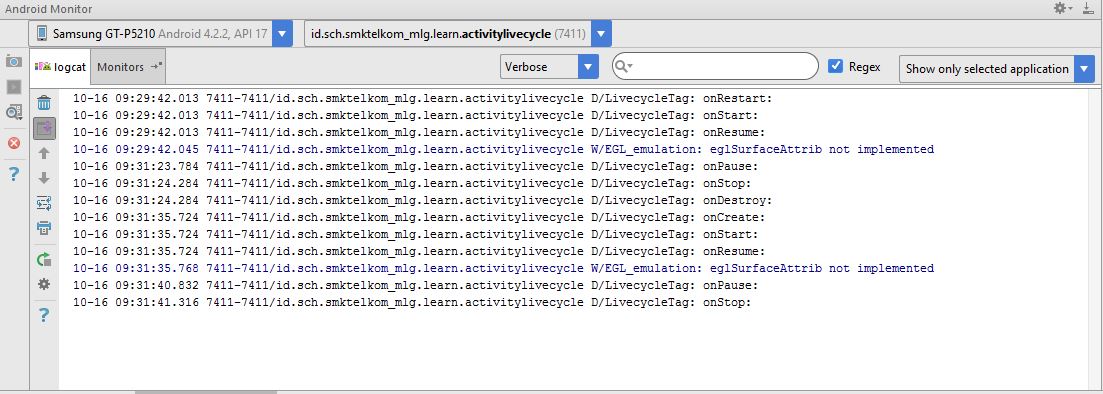 Android Monitor
Samsung GT-P5210 Android 4.2.2, API 17 id.sch.smktelkom_mlg.learn.activitylivecycle (7411)
logcat Monitors Verbose Regex Show only selected application
10-16 09:29:42.013 7411-7411/id.sch.smktelkom_mlg.learn.activitylivecycle D/LivecycleTag: onRestart:
10-16 09:29:42.013 7411-7411/id.sch.smktelkom_mlg.learn.activitylivecycle D/LivecycleTag: onStart:
10-16 09:29:42.013 7411-7411/id.sch.smktelkom_mlg.learn.activitylivecycle D/LivecycleTag: onResume:
10-16 09:29:42.045 7411-7411/id.sch.smktelkom_mlg.learn.activitylivecycle W/EGL_emulation: eglSurfaceAttrib not implemented
10-16 09:31:23.784 7411-7411/id.sch.smktelkom_mlg.learn.activitylivecycle D/LivecycleTag: onPause:
10-16 09:31:24.284 7411-7411/id.sch.smktelkom_mlg.learn.activitylivecycle D/LivecycleTag: onStop:
10-16 09:31:24.284 7411-7411/id.sch.smktelkom_mlg.learn.activitylivecycle D/LivecycleTag: onDestroy:
10-16 09:31:35.724 7411-7411/id.sch.smktelkom_mlg.learn.activitylivecycle D/LivecycleTag: onCreate:
10-16 09:31:35.724 7411-7411/id.sch.smktelkom_mlg.learn.activitylivecycle D/LivecycleTag: onStart:
10-16 09:31:35.724 7411-7411/id.sch.smktelkom_mlg.learn.activitylivecycle D/LivecycleTag: onResume:
10-16 09:31:35.768 7411-7411/id.sch.smktelkom_mlg.learn.activitylivecycle W/EGL_emulation: eglSurfaceAttrib not implemented
10-16 09:31:40.832 7411-7411/id.sch.smktelkom_mlg.learn.activitylivecycle D/LivecycleTag: onPause:
10-16 09:31:41.316 7411-7411/id.sch.smktelkom_mlg.learn.activitylivecycle D/LivecycleTag: onStop: